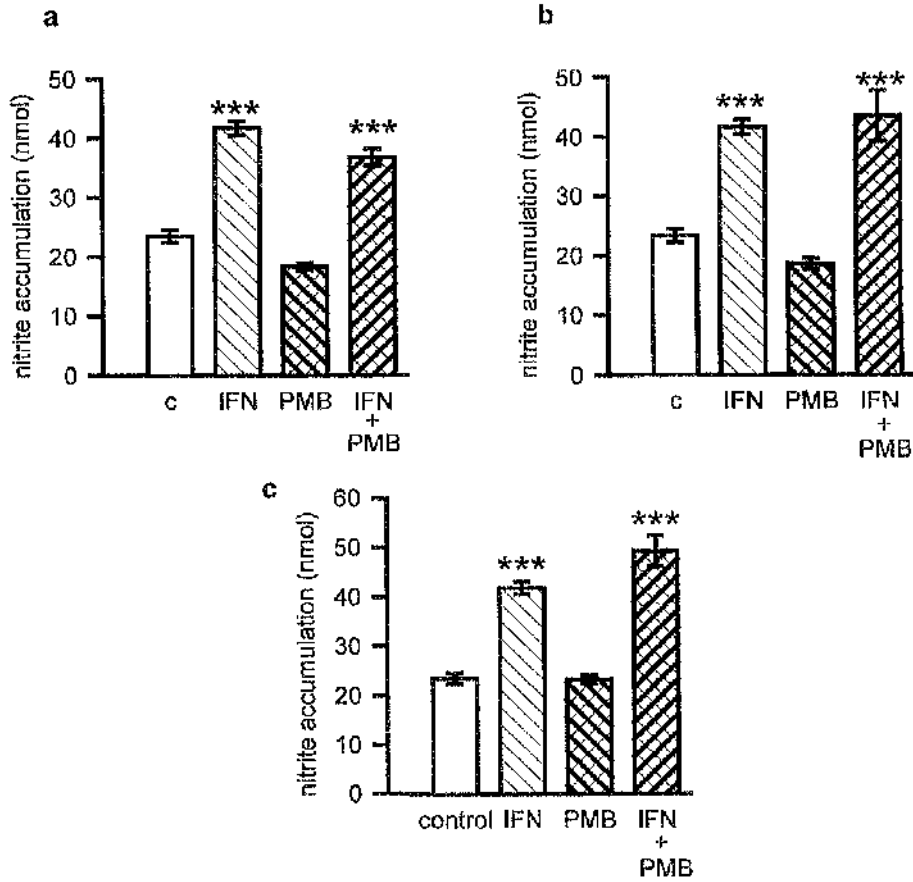 a
nitrite accumulation (nmol)
50
40
30
20
10
0
***
***
c IFN PMB IFN
+
PMB
b
nitrite accumulation (nmol)
50
40
30
20
10
0
***
***
c IFN PMB IFN
+
PMB
c
nitrite accumulation (nmol)
60
50
40
30
20
10
0
***
***
control IFN PMB IFN
+
PMB